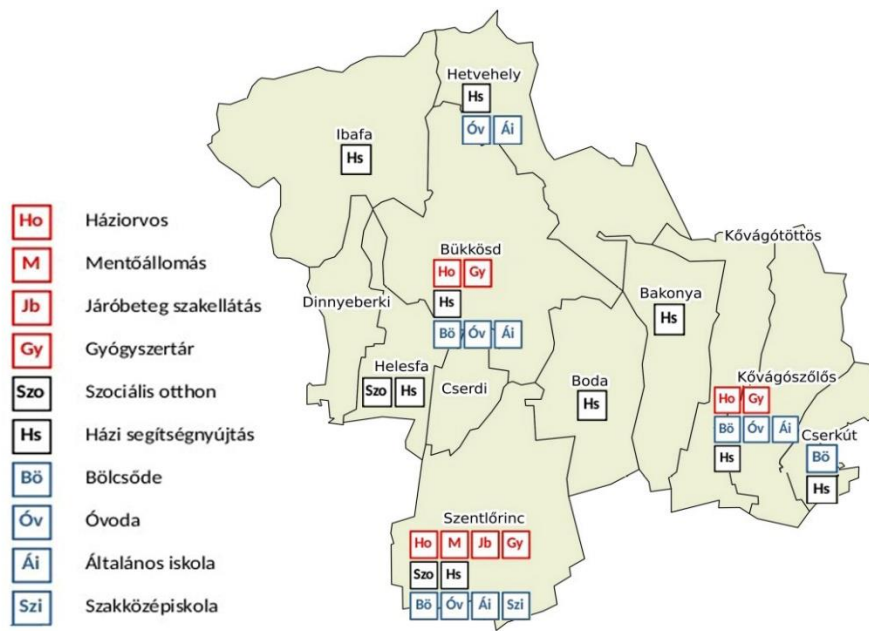 Ho Háziorvos
M Mentőállomás
Jb Járóbeteg szakellátás
Gy Gyógyszertár
Szo Szociális otthon
Hs Házi segítségnyújtás
Bö Bölcsőde
Óv Óvoda
Ái Általános iskola
Szi Szakközépiskola
Hetvehely
Hs
Óv Ái
Ibafa
Hs
Bükkösd
Ho Gy
Hs
Bö Óv Ái
Kővágótöttös
Dinnyeberki
Bakonya
Hs
Helesfa
Szo Hs
Cserdi
Boda
Hs
Kővágószőlős
Ho Gy
Bö Óv Ái
Hs
Cserkút
Bö
Hs
Szentlőrinc
Ho M Jb Gy
Szo Hs
Bö Óv Ái Szi